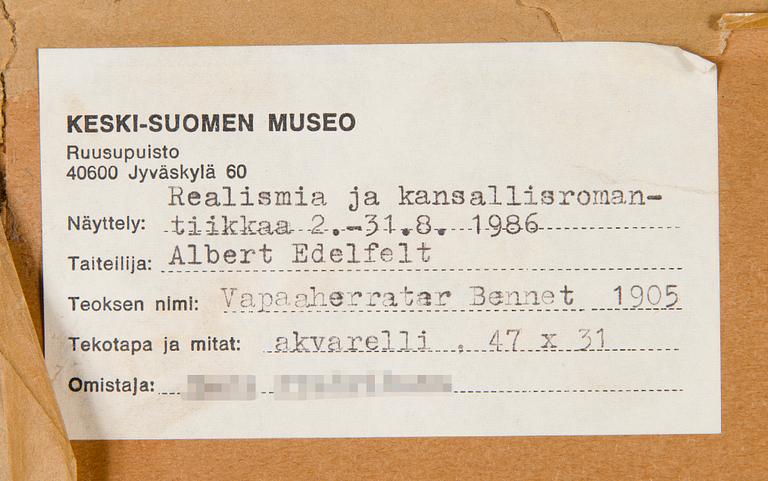 KESKI-SUOMEN MUSEO
Ruusupuisto
40600 Jyväskylä 60
Realismia ja kansallisroman-
Näyttely: tiikkaa 2.-31.8. 1986
Taiteilija: Albert Edelfelt
Teoksen nimi: Vapaaherratar Bennet 1905
Tekotapa ja mitat: akvarelli , 47 x 31
Omistaja: